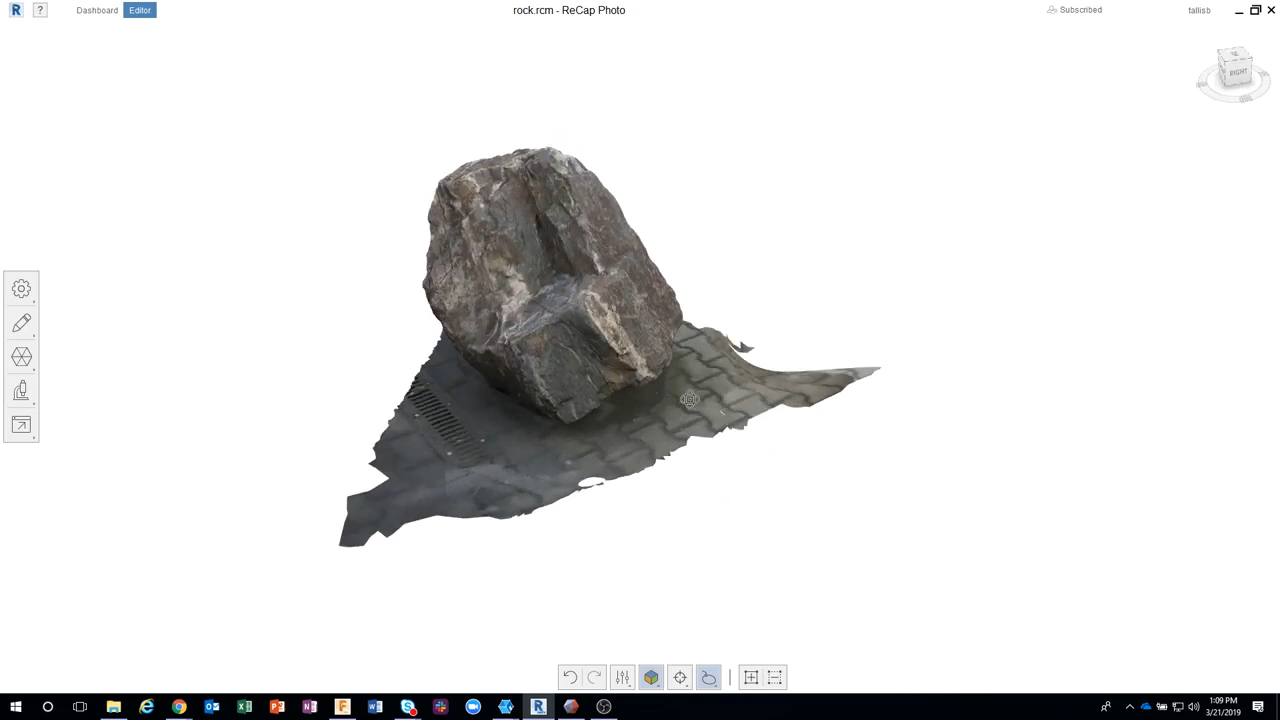 R ? Dashboard Editor rock.rcm - ReCap Photo Subscribed tallisb
RIGHT
1:09 PM
3/21/2019